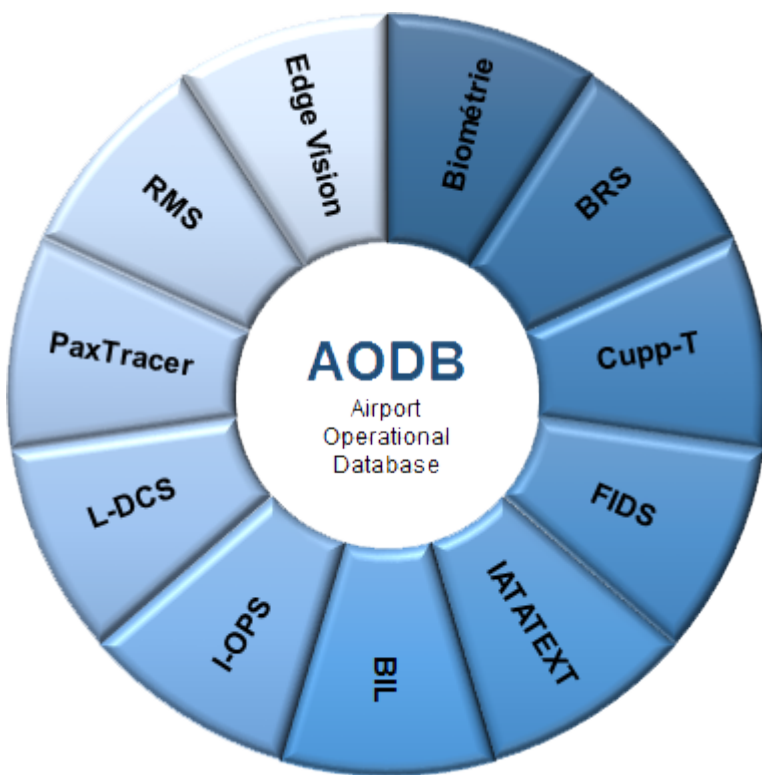 AODB
Airport
Operational
Database
Biométrie
BRS
Cupp-T
FIDS
IATATEXT
BIL
I-OPS
L-DCS
PaxTracer
RMS
Edge Vision